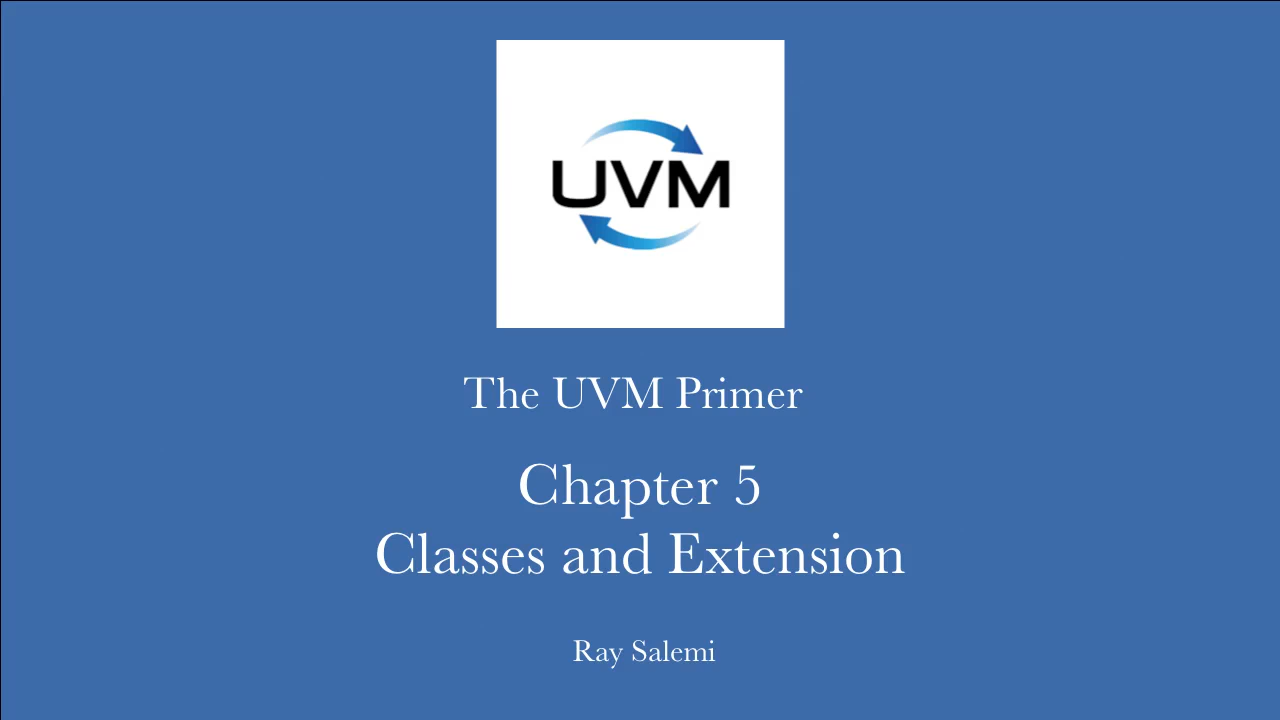 UVM
The UVM Primer
Chapter 5
Classes and Extension
Ray Salemi